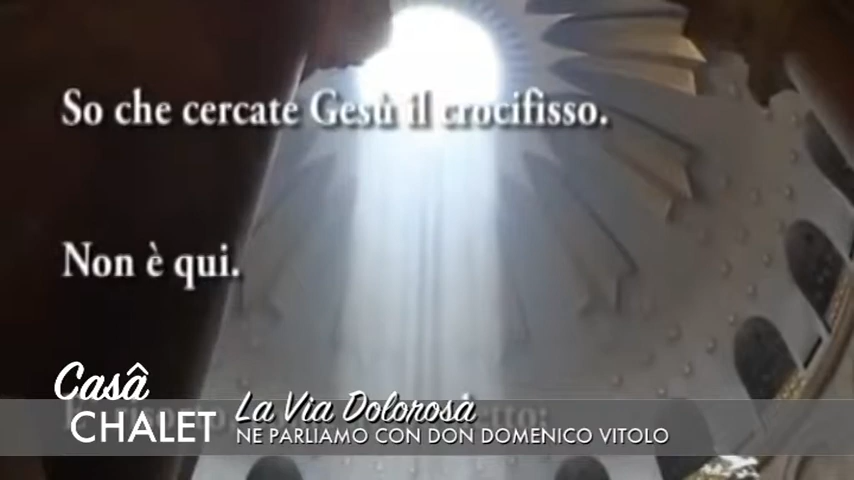 So che cercate Gesù il crocifisso.
Non è qui.
Casâ
CHALET
La Via Dolorosa
NE PARLIAMO CON DON DOMENICO VITOLO